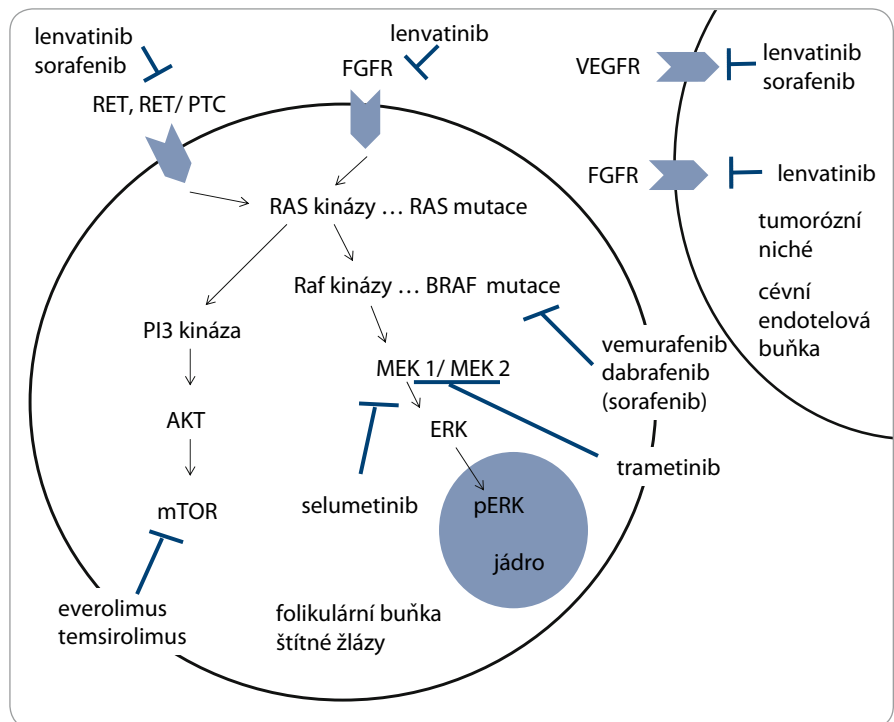 lenvatinib
sorafenib
RET, RET/ PTC
lenvatinib
FGFR
VEGFR
lenvatinib
sorafenib
FGFR
lenvatinib
tumorózní
niché
cévní
endotelová
buňka
RAS kinázy … RAS mutace
Raf kinázy … BRAF mutace
PI3 kináza
MEK 1/ MEK 2
vemurafenib
dabrafenib
(sorafenib)
AKT
ERK
trametinib
mTOR
selumetinib
pERK
jádro
everolimus
temsirolimus
folikulární buňka
štítné žlázy